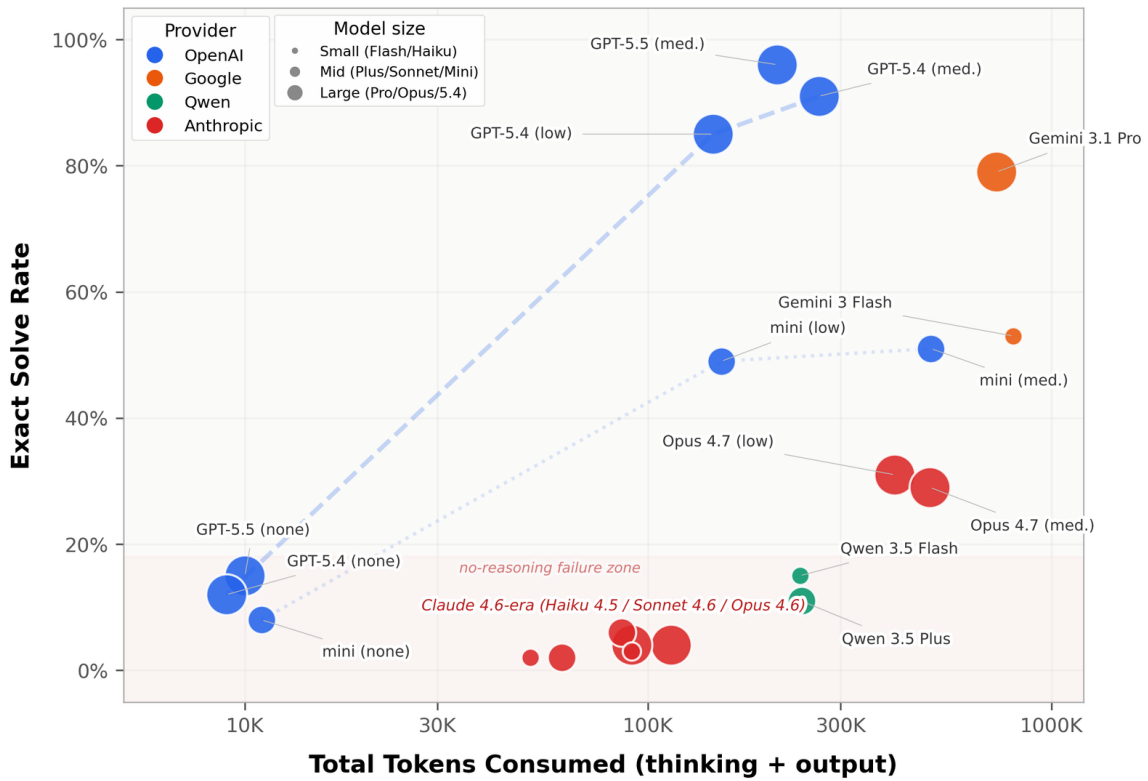 Provider
OpenAI
Google
Qwen
Anthropic
Model size
Small (Flash/Haiku)
Mid (Plus/Sonnet/Mini)
Large (Pro/Opus/5.4)
Exact Solve Rate
100%
80%
60%
40%
20%
0%
GPT-5.5 (med.)
GPT-5.4 (med.)
GPT-5.4 (low)
Gemini 3.1 Pro
Gemini 3 Flash
mini (low)
mini (med.)
Opus 4.7 (low)
Opus 4.7 (med.)
GPT-5.5 (none)
GPT-5.4 (none)
no-reasoning failure zone
Qwen 3.5 Flash
Claude 4.6-era (Haiku 4.5 / Sonnet 4.6 / Opus 4.6)
Qwen 3.5 Plus
mini (none)
10K
30K
100K
300K
1000K
Total Tokens Consumed (thinking + output)